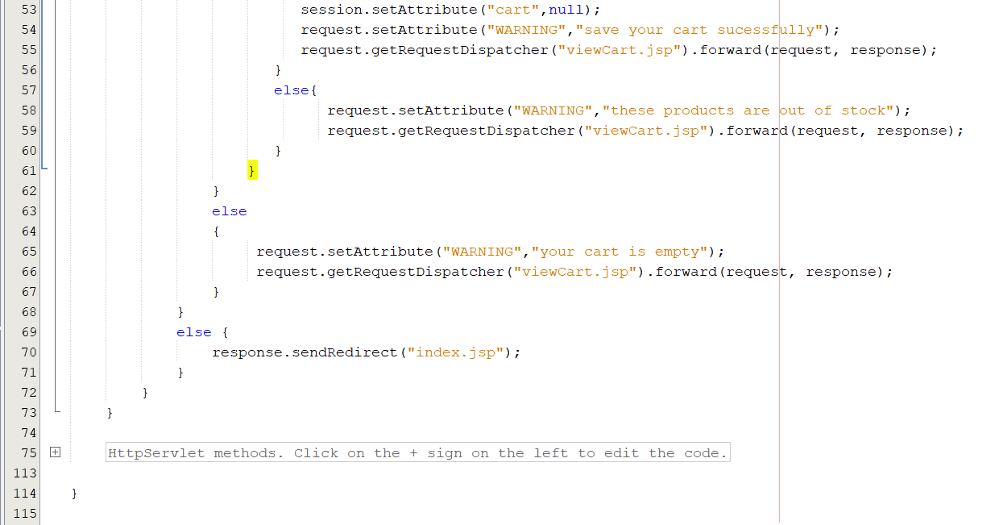 53 session.setAttribute("cart",null);
54 request.setAttribute("WARNING","save your cart sucessfully");
55 request.getRequestDispatcher("viewCart.jsp").forward(request, response);
56 }
57 else{
58 request.setAttribute("WARNING","these products are out of stock");
59 request.getRequestDispatcher("viewCart.jsp").forward(request, response);
60 }
61 }
62 }
63 else
64 {
65 request.setAttribute("WARNING","your cart is empty");
66 request.getRequestDispatcher("viewCart.jsp").forward(request, response);
67 }
68 }
69 else {
70 response.sendRedirect("index.jsp");
71 }
72 }
73 }
74
75 HttpServlet methods. Click on the + sign on the left to edit the code.
113
114 }
115